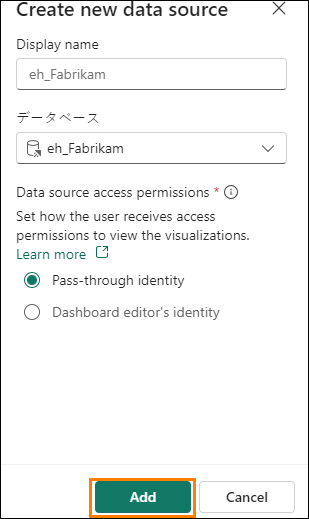 Create new data source
Display name
eh_Fabrikam
データベース
eh_Fabrikam
Data source access permissions *
Set how the user receives access
permissions to view the visualizations.
Learn more
Pass-through identity
Dashboard editor's identity
Add
Cancel